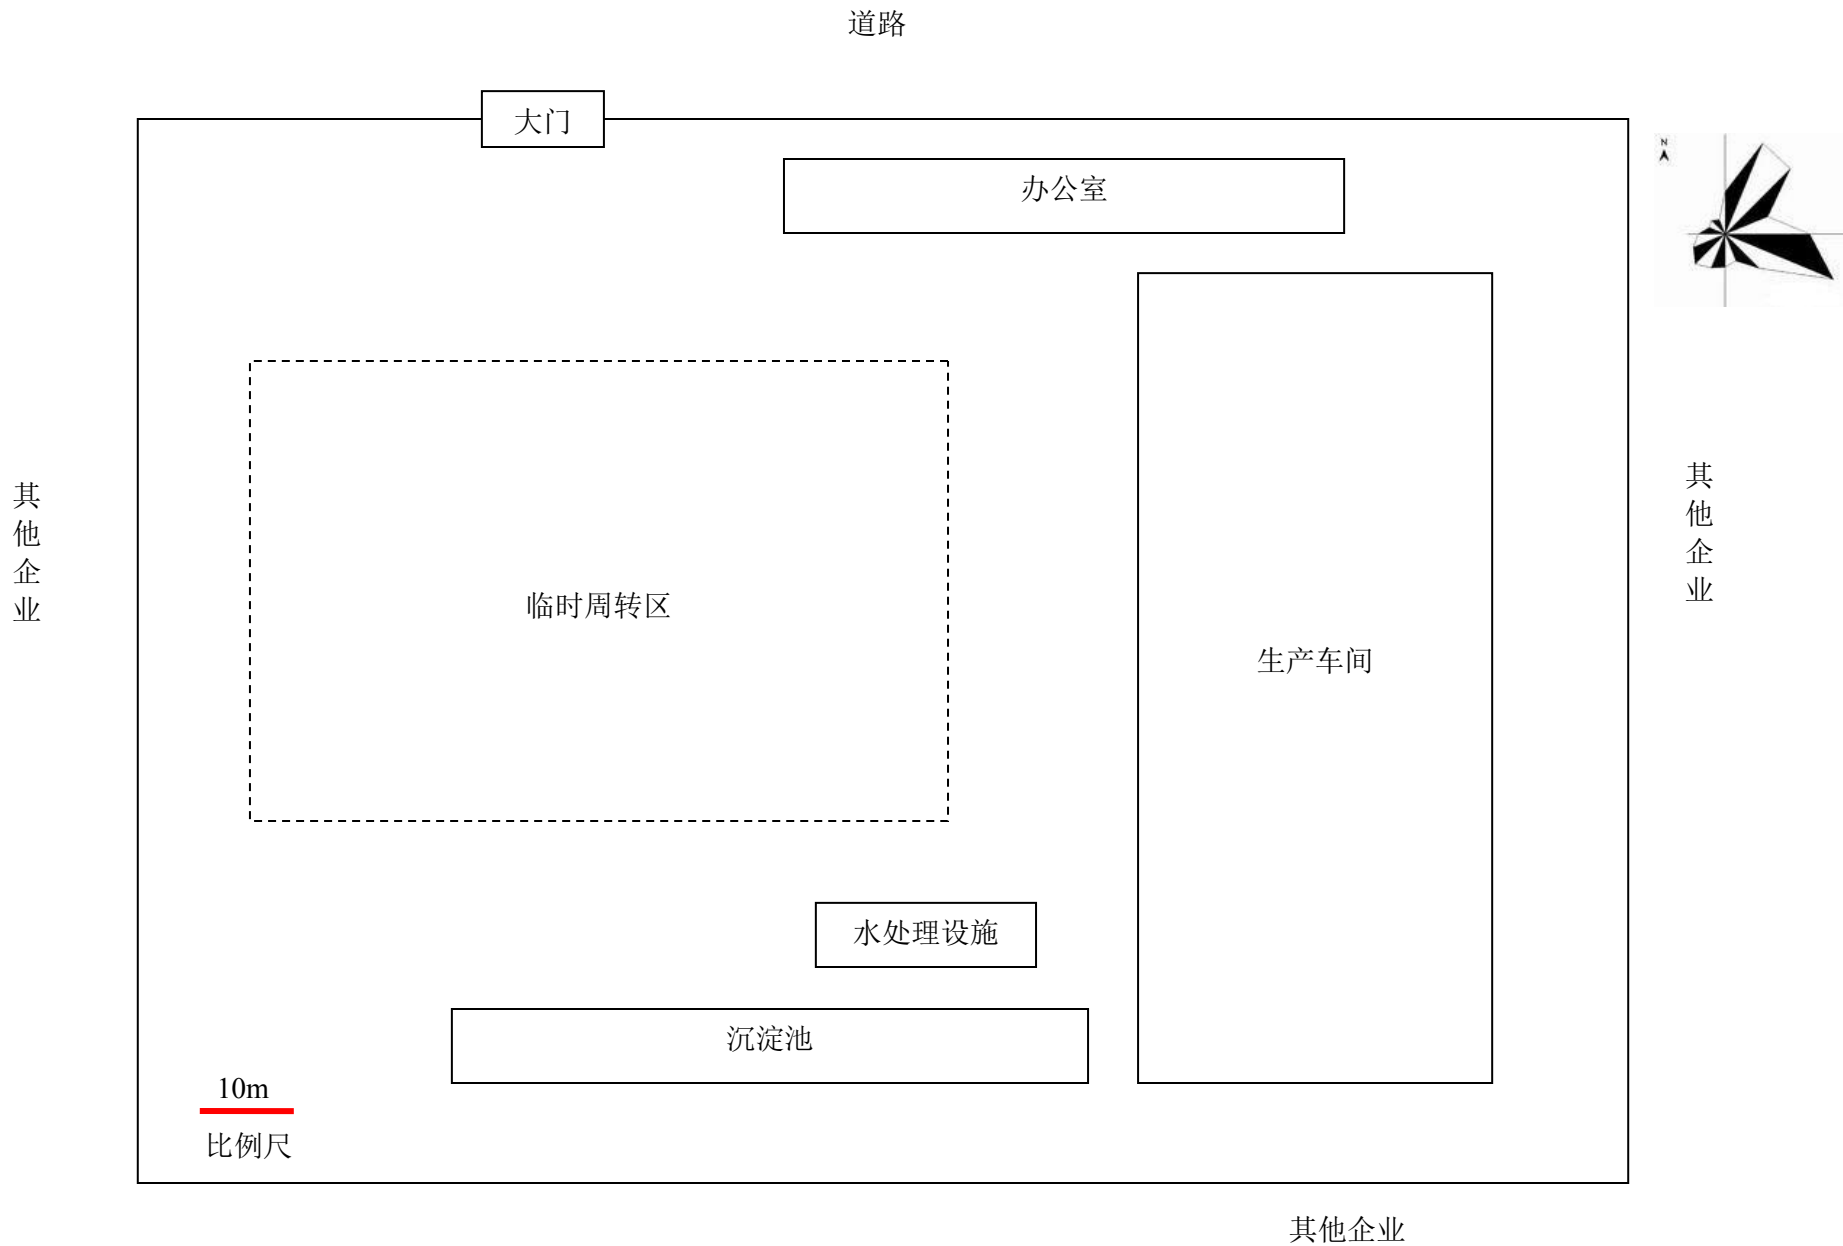 道路
大门
办公室
N
其他企业
其他企业
临时周转区
生产车间
水处理设施
沉淀池
10m
比例尺
其他企业